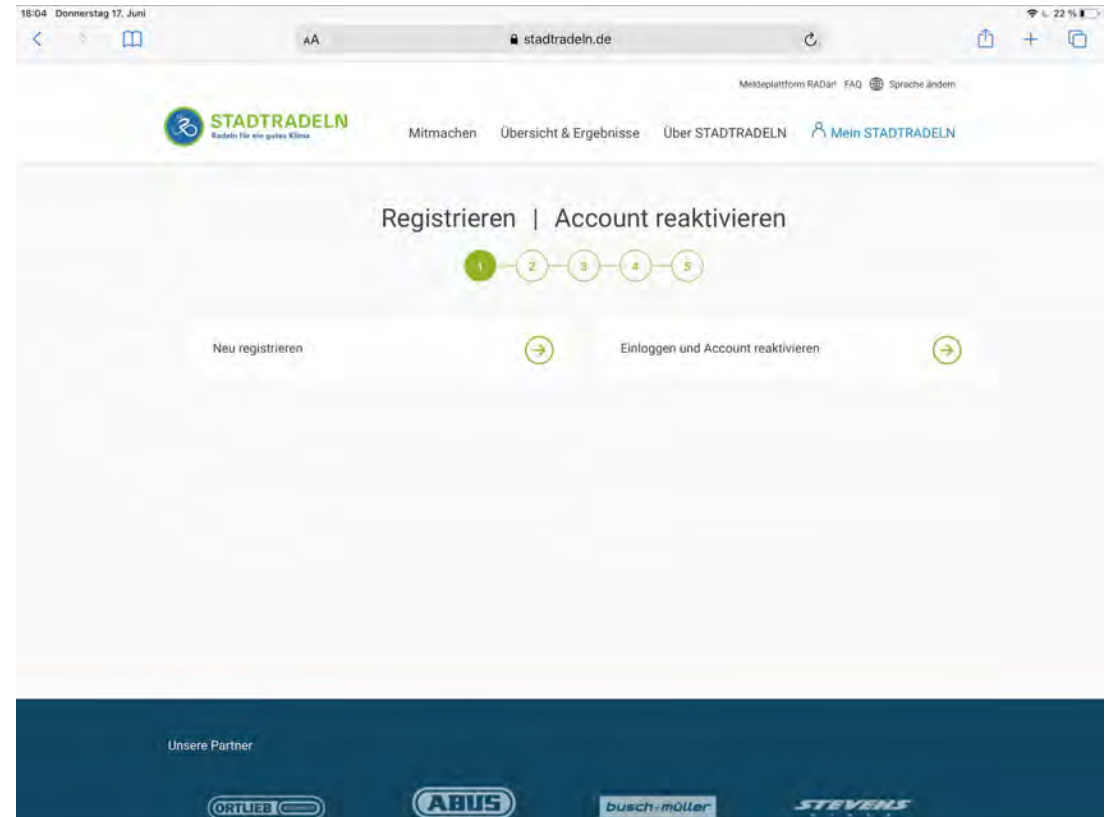 18:04 Donnerstag 17. Juni
22 %
AA
stadtradeln.de
Meldeplattform RADar! FAQ Sprache ändern
STADTRADELN
Radeln für ein gutes Klima
Mitmachen Übersicht & Ergebnisse Über STADTRADELN Mein STADTRADELN
Registrieren | Account reaktivieren
1 2 3 4 5
Neu registrieren
Einloggen und Account reaktivieren
Unsere Partner
ORTLIEB
ABUS
busch+müller
STEVENS